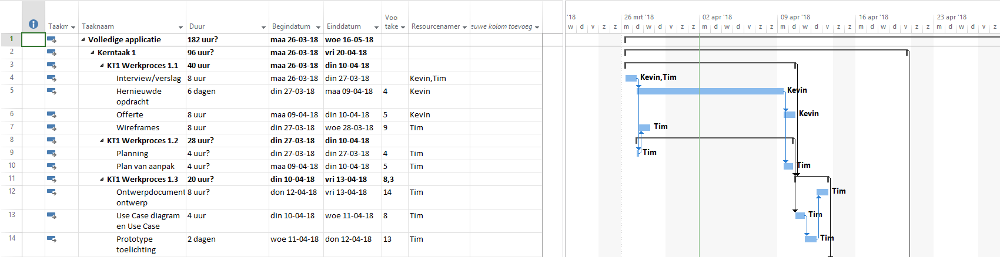 '18 26 mrt '18 02 apr '18 09 apr '18 16 apr '18 23 apr '18
Taakm Taaknaam Duur Begindatum Einddatum Voo
take Resourcenamer euwe kolom toevoeg
w d v z z m d w d v z z m d w d v z z m d w d v z z m d w d v z z m d w d v z
1 Volledige applicatie 182 uur? maa 26-03-18 woe 16-05-18
2 Kerntaak 1 96 uur? maa 26-03-18 vri 20-04-18
3 KT1 Werkproces 1.1 40 uur maa 26-03-18 din 10-04-18
4 Interview/verslag 8 uur maa 26-03-18 din 27-03-18 Kevin,Tim Kevin,Tim
5 Hernieuwde
opdracht 6 dagen din 27-03-18 maa 09-04-18 4 Kevin Kevin
6 Offerte 8 uur maa 09-04-18 din 10-04-18 5 Kevin Kevin
7 Wireframes 8 uur din 27-03-18 woe 28-03-18 9 Tim Tim
8 KT1 Werkproces 1.2 28 uur? din 27-03-18 din 10-04-18
9 Planning 4 uur? din 27-03-18 din 27-03-18 4 Tim Tim
10 Plan van aanpak 4 uur? maa 09-04-18 din 10-04-18 5 Tim Tim
11 KT1 Werkproces 1.3 20 uur? din 10-04-18 vri 13-04-18 8,3
12 Ontwerpdocument
ontwerp 8 uur? don 12-04-18 vri 13-04-18 14 Tim Tim
13 Use Case diagram
en Use Case 4 uur din 10-04-18 woe 11-04-18 8 Tim Tim
14 Prototype
toelichting 2 dagen woe 11-04-18 don 12-04-18 13 Tim Tim